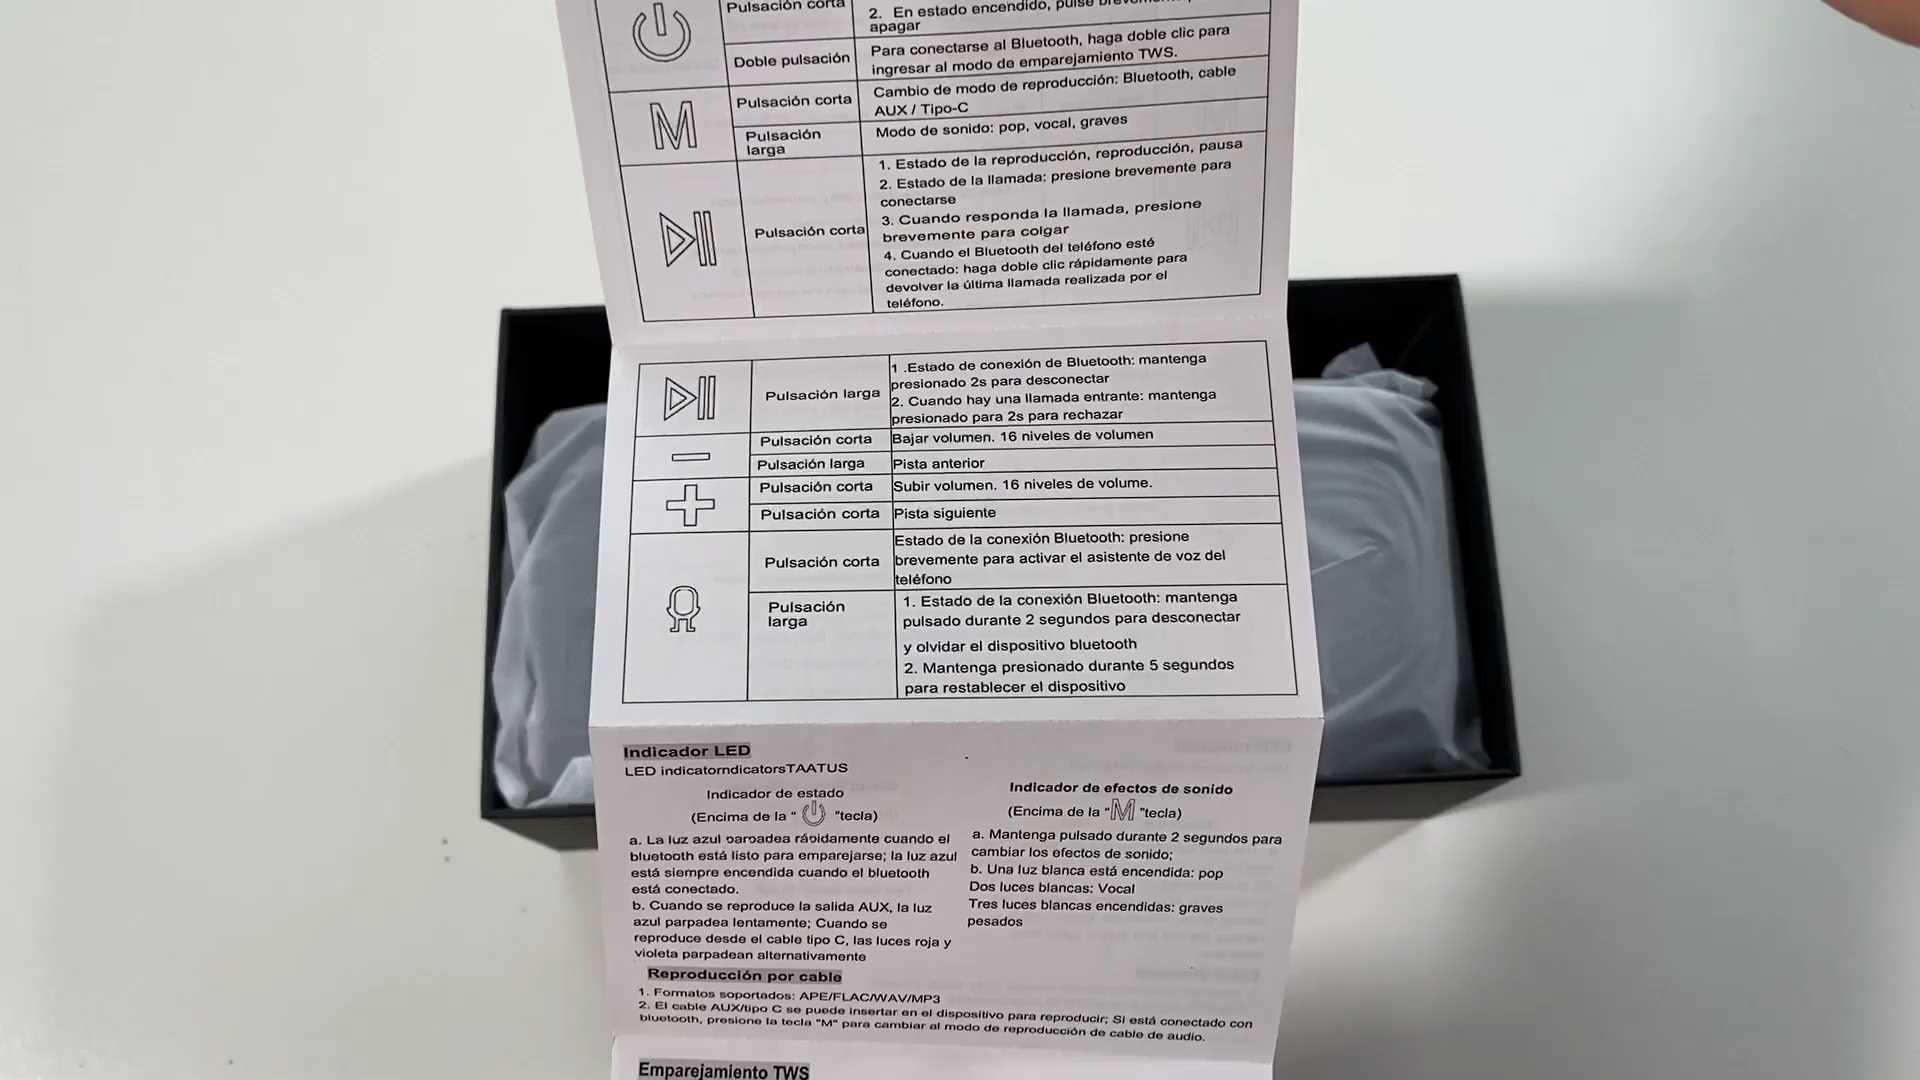 Pulsación corta
2. En estado encendido, pulse
apagar
Doble pulsación
Para conectarse al Bluetooth, haga doble clic para
ingresar al modo de emparejamiento TWS.
M
Pulsación corta
Cambio de modo de reproducción: Bluetooth, cable
AUX / Tipo-C
Pulsación
larga
Modo de sonido: pop, vocal, graves
Pulsación corta
1. Estado de la reproducción, reproducción, pausa
2. Estado de la llamada: presione brevemente para
conectarse
3. Cuando responda la llamada, presione
brevemente para colgar
4. Cuando el Bluetooth del teléfono esté
conectado: haga doble clic rápidamente para
devolver la última llamada realizada por el
teléfono.
Pulsación larga
1 .Estado de conexión de Bluetooth: mantenga
presionado 2s para desconectar
2. Cuando hay una llamada entrante: mantenga
presionado para 2s para rechazar
Pulsación corta
Bajar volumen. 16 niveles de volumen
Pulsación larga
Pista anterior
Pulsación corta
Subir volumen. 16 niveles de volume.
Pulsación corta
Pista siguiente
Pulsación corta
Estado de la conexión Bluetooth: presione
brevemente para activar el asistente de voz del
teléfono
Pulsación
larga
1. Estado de la conexión Bluetooth: mantenga
pulsado durante 2 segundos para desconectar
y olvidar el dispositivo bluetooth
2. Mantenga presionado durante 5 segundos
para restablecer el dispositivo
Indicador LED
LED indicatorndicatorsTAATUS
Indicador de estado
(Encima de la " "tecla)
a. La luz azul parpadea rápidamente cuando el
bluetooth está listo para emparejarse; la luz azul
está siempre encendida cuando el bluetooth
está conectado.
b. Cuando se reproduce la salida AUX, la luz
azul parpadea lentamente; Cuando se
reproduce desde el cable tipo C, las luces roja y
violeta parpadean alternativamente
Indicador de efectos de sonido
(Encima de la "M "tecla)
a. Mantenga pulsado durante 2 segundos para
cambiar los efectos de sonido;
b. Una luz blanca está encendida: pop
Dos luces blancas: Vocal
Tres luces blancas encendidas: graves
pesados
Reproducción por cable
1. Formatos soportados: APE/FLAC/WAV/MP3
2. El cable AUX/tipo C se puede insertar en el dispositivo para reproducir; Si está conectado con
bluetooth, presione la tecla "M" para cambiar al modo de reproducción de cable de audio.
Emparejamiento TWS